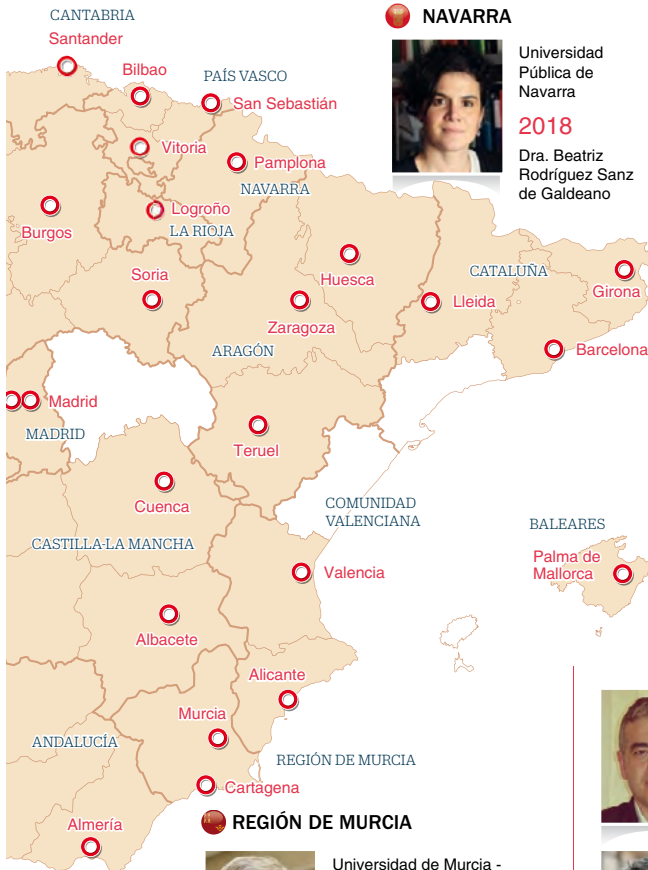 CANTABRIA
Santander
Bilbao
PAÍS VASCO
San Sebastián
Vitoria
Pamplona
NAVARRA
Logroño
LA RIOJA
Burgos
Soria
Huesca
Zaragoza
ARAGÓN
CATALUÑA
Lleida
Girona
Barcelona
Madrid
MADRID
Teruel
Cuenca
CASTILLA-LA MANCHA
COMUNIDAD
VALENCIANA
Valencia
BALEARES
Palma de
Mallorca
Albacete
Alicante
Murcia
ANDALUCÍA
REGIÓN DE MURCIA
Cartagena
Almería
NAVARRA
Universidad
Pública de
Navarra
2018
Dra. Beatriz
Rodríguez Sanz
de Galdeano
REGIÓN DE MURCIA
Universidad de Murcia -